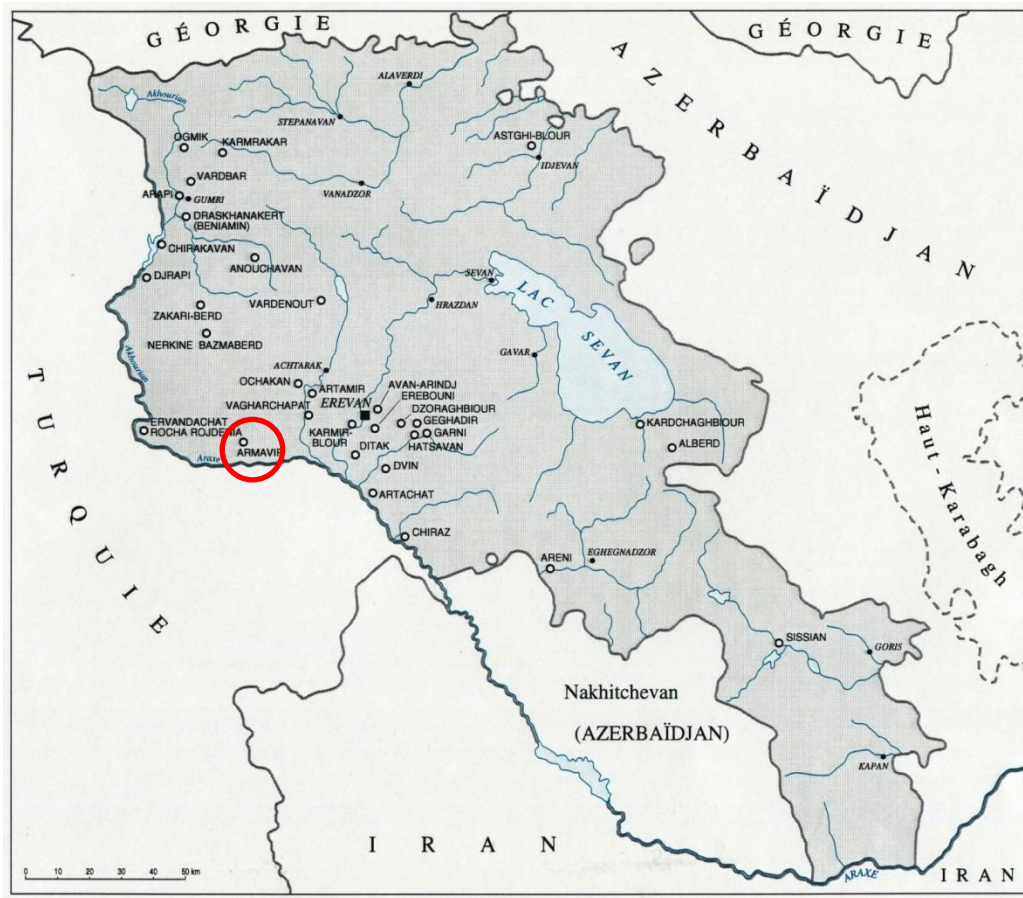 GÉORGIE
GÉORGIE
AZERBAÏDJAN
ALAVERDI
Akhourian
STEPANAVAN
OGMIK
KARMRAKAR
ASTGHI-BLOUR
IDJEVAN
VARDBAR
VANADZOR
ARAPI
GUMRI
DRASKHANAKERT
(BENIAMIN)
CHIRAKAVAN
ANOUCHAVAN
DJRAPI
SEVAN
LAC
SEVAN
VARDENOUT
HRAZDAN
ZAKARI-BERD
NERKINE BAZMABERD
Akhourian
GAVAR
ACHTARAK
OCHAKAN
ARTAMIR
AVAN-ARINDJ
EREBOUNI
VAGHARCHAPAT
EREVAN
DZORAGHBIOUR
GEGHADIR
KARMIR-
BLOUR
GARNI
HATSAVAN
DITAK
KARDCHAGHBIOUR
ALBERD
ERVANDACHAT
ROCHA ROJDENIA
ARMAVIR
Araxe
DVIN
ARTACHAT
TURQUIE
Haut-Karabagh
CHIRAZ
ARENI
EGHEGNADZOR
SISSIAN
GORIS
Nakhitchevan
(AZERBAÏDJAN)
KAPAN
IRAN
ARAXE
IRAN
0 10 20 30 40 50 km